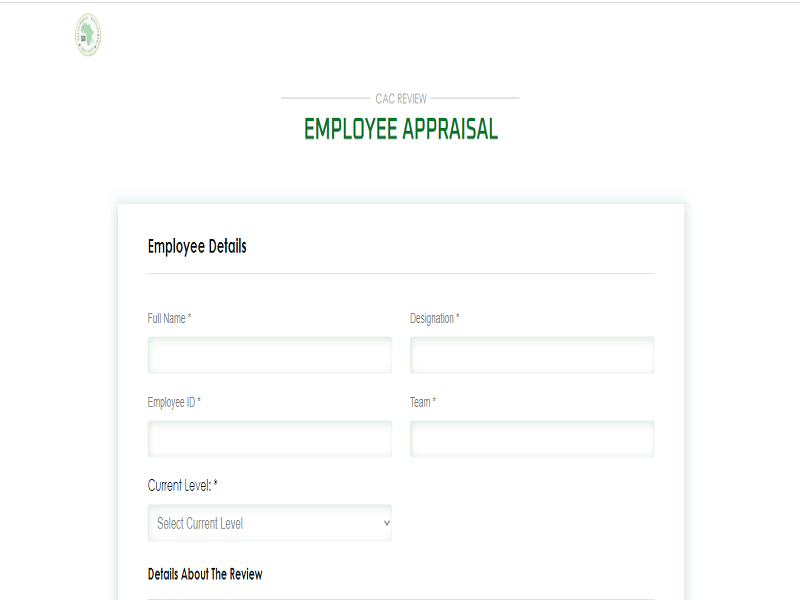 CAC REVIEW
EMPLOYEE APPRAISAL
Employee Details
Full Name *
Designation *
Employee ID *
Team *
Current Level: *
Select Current Level
Details About The Review